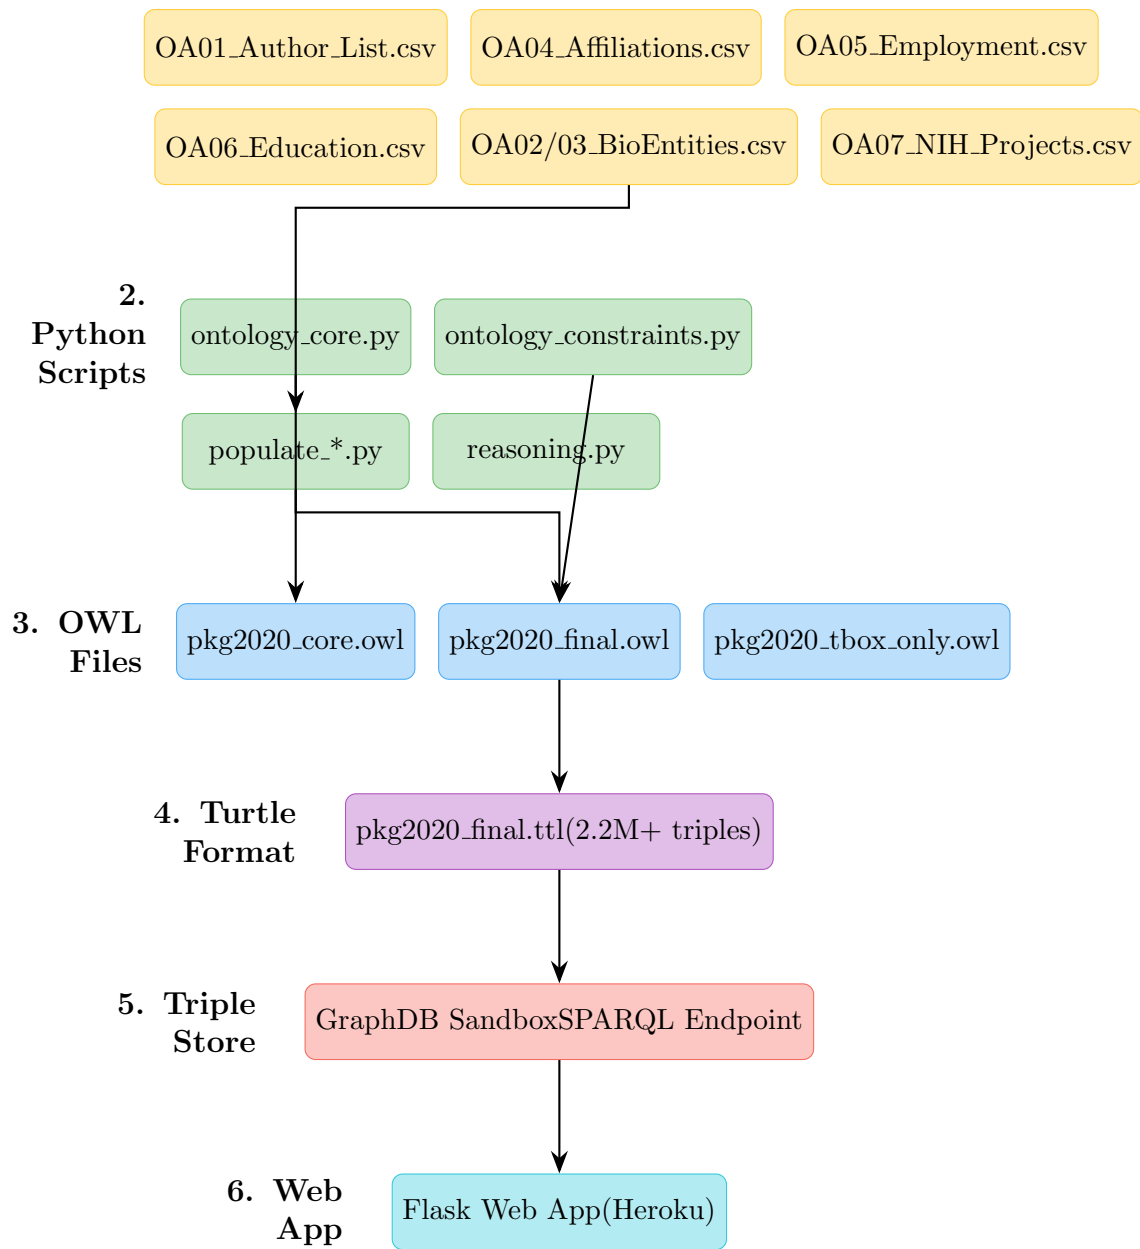 OA01_Author_List.csv
OA04_Affiliations.csv
OA05_Employment.csv
OA06_Education.csv
OA02/03_BioEntities.csv
OA07_NIH_Projects.csv
2.
Python
Scripts
ontology_core.py
ontology_constraints.py
populate_*.py
reasoning.py
3. OWL
Files
pkg2020_core.owl
pkg2020_final.owl
pkg2020_tbox_only.owl
4. Turtle
Format
pkg2020_final.ttl(2.2M+ triples)
5. Triple
Store
GraphDB SandboxSPARQL Endpoint
6. Web
App
Flask Web App(Heroku)